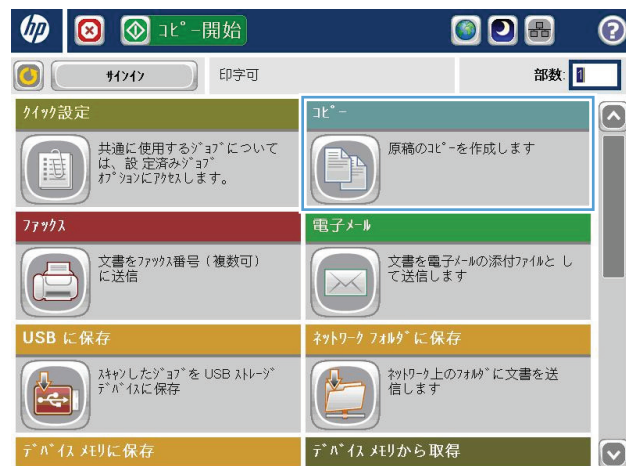 hp
ｺﾋﾟｰ開始
?
ｻｲﾝｲﾝ
印字可
部数: 1
ｸｲｯｸ設定
共通に使用するｼﾞｮﾌﾞについて
は、設 定済みｼﾞｮﾌﾞ
ｵﾌﾟｼｮﾝにｱｸｾｽします。
ｺﾋﾟｰ
原稿のｺﾋﾟｰを作成します
ﾌｧｯｸｽ
文書をﾌｧｯｸｽ番号（複数可）
に送信
電子ﾒｰﾙ
文書を電子ﾒｰﾙの添付ﾌｧｲﾙと し
て送信しま す
USB に保存
ｽｷｬﾝしたｼﾞｮﾌﾞを USB ｽﾄﾚｰｼﾞ
ﾃﾞﾊﾞｲｽに保存
ﾈｯﾄﾜｰｸ ﾌｫﾙﾀﾞに保存
ﾈｯﾄﾜｰｸ上のﾌｫﾙﾀﾞに文書を送
信します
ﾃﾞﾊﾞｲｽ ﾒﾓﾘに保存
ﾃﾞﾊﾞｲｽ ﾒﾓﾘから取得